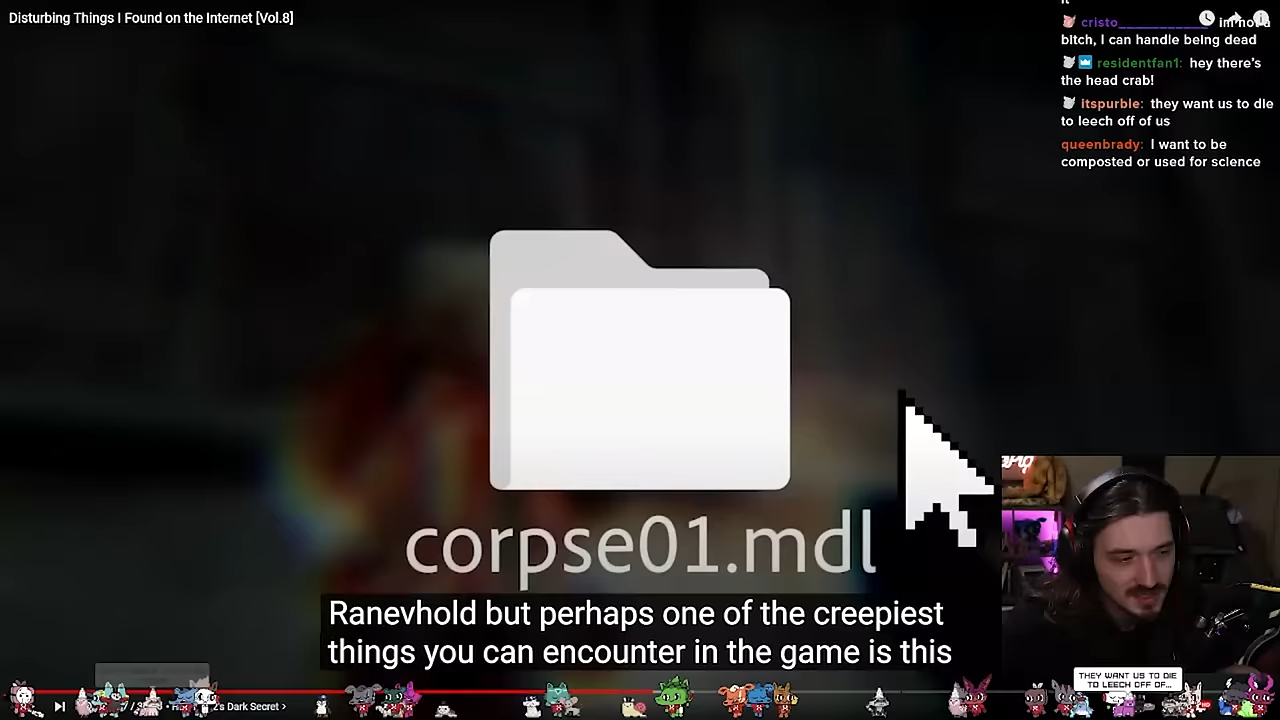 Disturbing Things I Found on the Internet [Vol.8]
cristo__________
bitch, I can handle being dead
residentfan1: hey there's
the head crab!
itspurble: they want us to die
to leech off of us
queenbrady: I want to be
composted or used for science
corpse01.mdl
Ranevhold but perhaps one of the creepiest
things you can encounter in the game is this
THEY WANT US TO DIE
TO LEECH OFF OF...
2's Dark Secret >